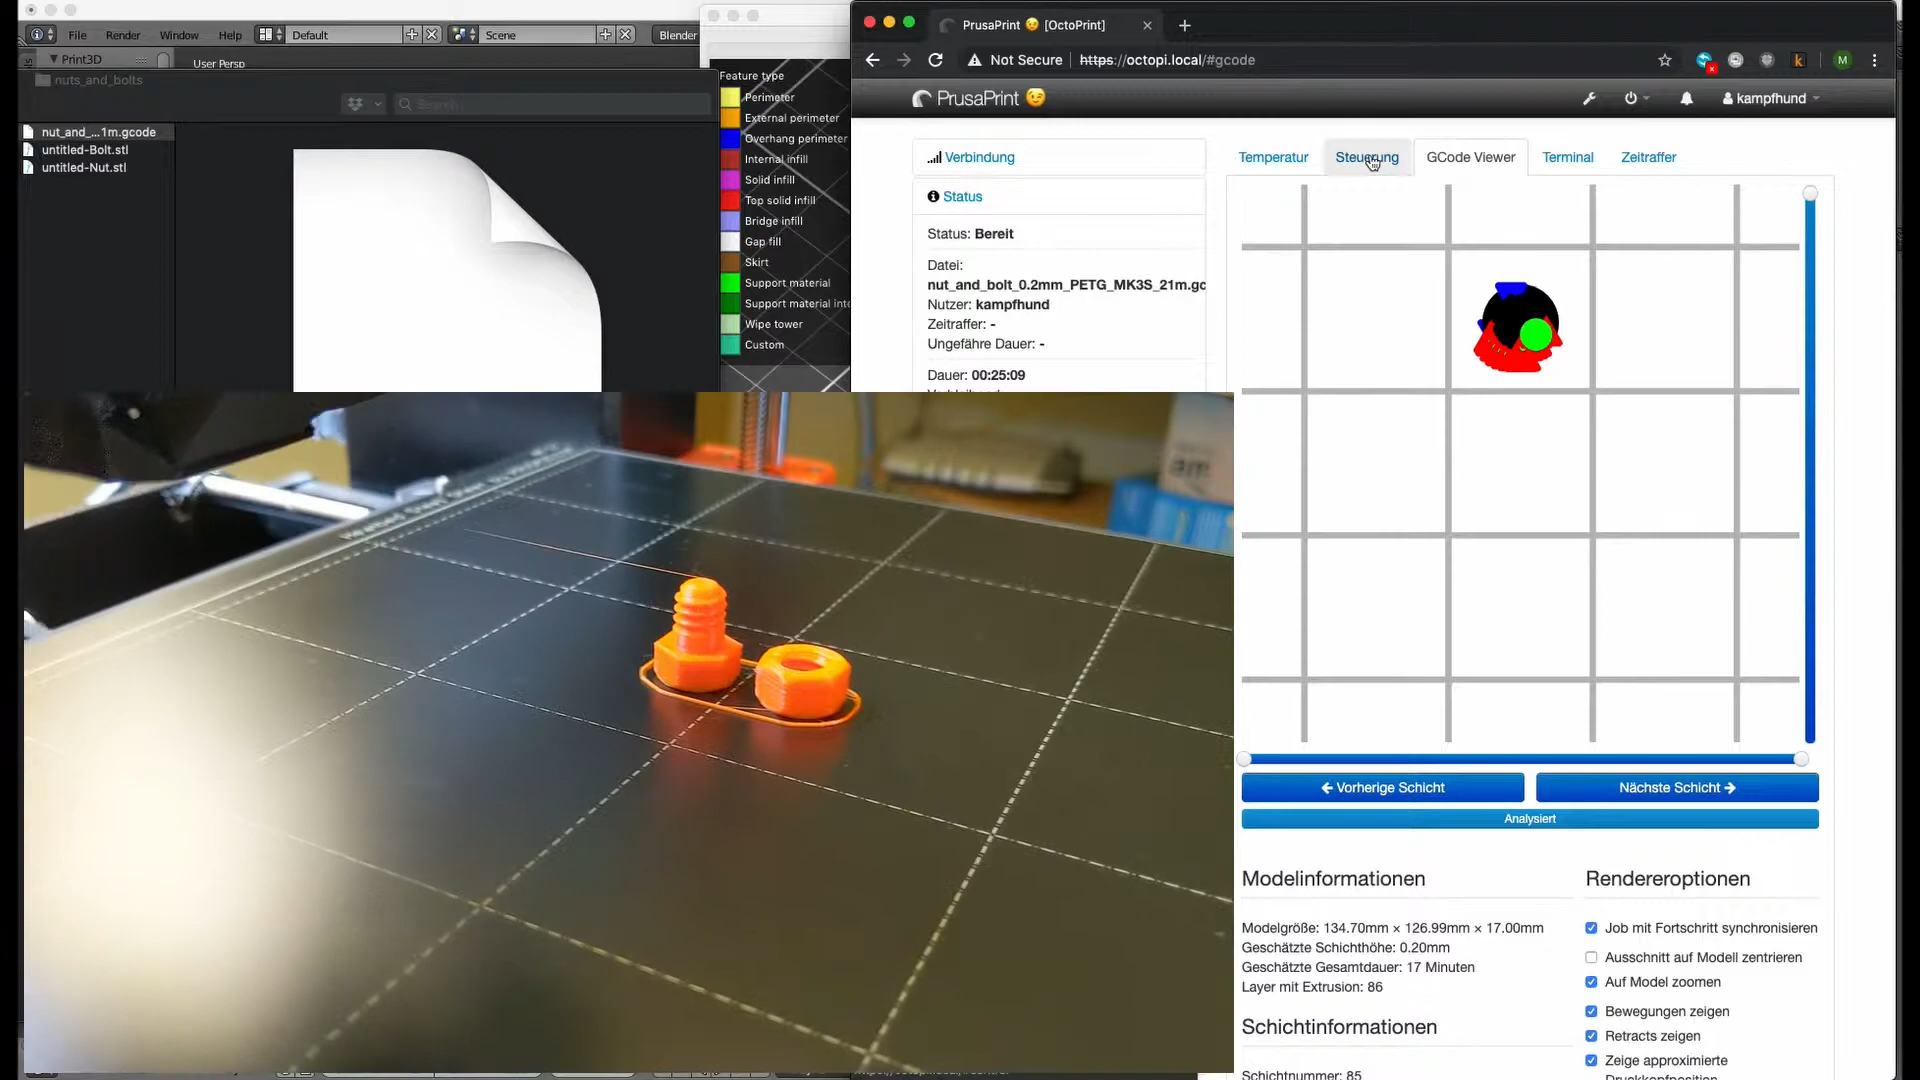 File Render Window Help Default Scene Blender
Print3D
User Persp
nuts_and_bolts
Search
nut_and_...1m.gcode
untitled-Bolt.stl
untitled-Nut.stl
Feature type
Perimeter
External perimeter
Overhang perimeter
Internal infill
Solid infill
Top solid infill
Bridge infill
Gap fill
Skirt
Support material
Support material inte
Wipe tower
Custom
PrusaPrint 😉 [OctoPrint]
Not Secure https://octopi.local/#gcode
k M
PrusaPrint 😉
kampfhund
Verbindung
Status
Status: Bereit
Datei:
nut_and_bolt_0.2mm_PETG_MK3S_21m.gc
Nutzer: kampfhund
Zeitraffer: -
Ungefähre Dauer: -
Dauer: 00:25:09
Temperatur Steuerung GCode Viewer Terminal Zeitraffer
Vorherige Schicht Nächste Schicht
Analysiert
Modelinformationen
Modelgröße: 134.70mm × 126.99mm × 17.00mm
Geschätzte Schichthöhe: 0.20mm
Geschätzte Gesamtdauer: 17 Minuten
Layer mit Extrusion: 86
Schichtinformationen
Schichtnummer: 85
Rendereroptionen
Job mit Fortschritt synchronisieren
Ausschnitt auf Modell zentrieren
Auf Model zoomen
Bewegungen zeigen
Retracts zeigen
Zeige approximierte
Druckkopfposition